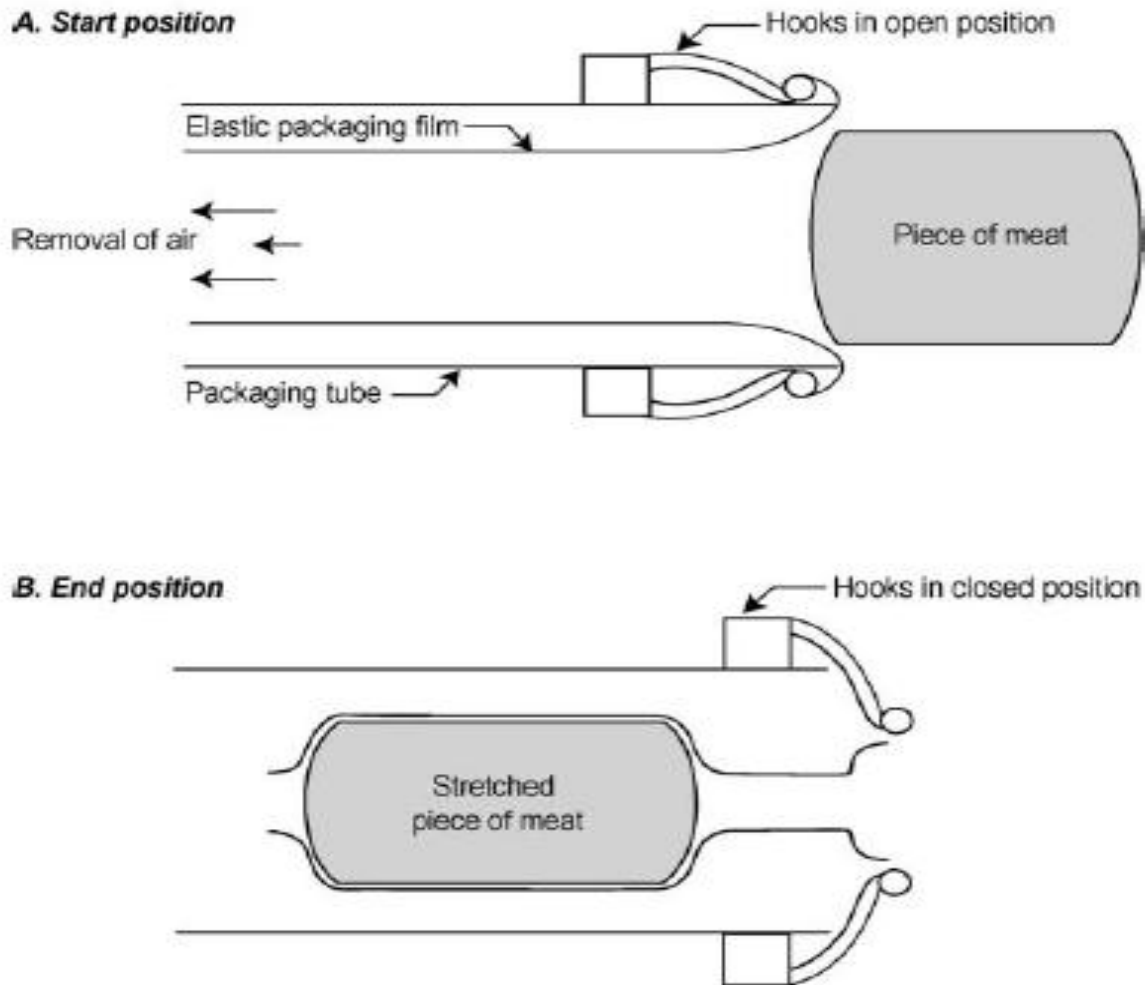 A. Start position
Hooks in open position
Elastic packaging film
Removal of air
Piece of meat
Packaging tube
B. End position
Hooks in closed position
Stretched
piece of meat